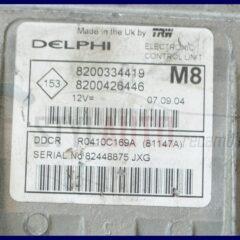 Made in the Uk by TRW
DELPHI ELECTRONIC CONTROL UNIT
153 8200334419 M8
8200426446
12V= 07.09.04
DDCR R0410C169A (81147A)
SERIAL No 82448875 JXG